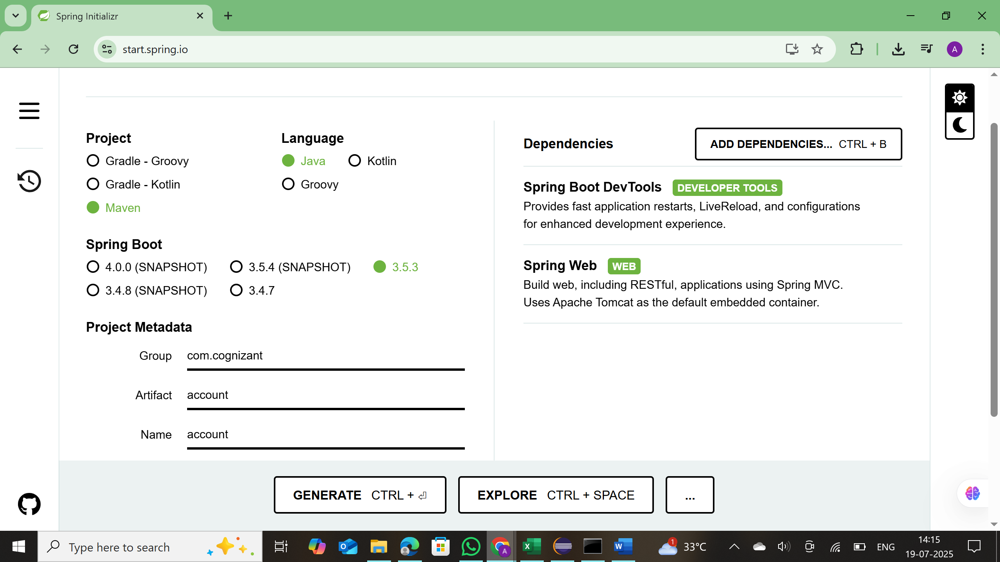 Spring Initializr
start.spring.io
Project
Gradle - Groovy
Gradle - Kotlin
Maven
Language
Java
Kotlin
Groovy
Spring Boot
4.0.0 (SNAPSHOT)
3.5.4 (SNAPSHOT)
3.5.3
3.4.8 (SNAPSHOT)
3.4.7
Project Metadata
Group
com.cognizant
Artifact
account
Name
account
Dependencies
ADD DEPENDENCIES... CTRL + B
Spring Boot DevTools
DEVELOPER TOOLS
Provides fast application restarts, LiveReload, and configurations
for enhanced development experience.
Spring Web
WEB
Build web, including RESTful, applications using Spring MVC.
Uses Apache Tomcat as the default embedded container.
GENERATE CTRL + ⏎
EXPLORE CTRL + SPACE
...
A
Type here to search
O
A
X
W
1
33°C
ENG
14:15
19-07-2025